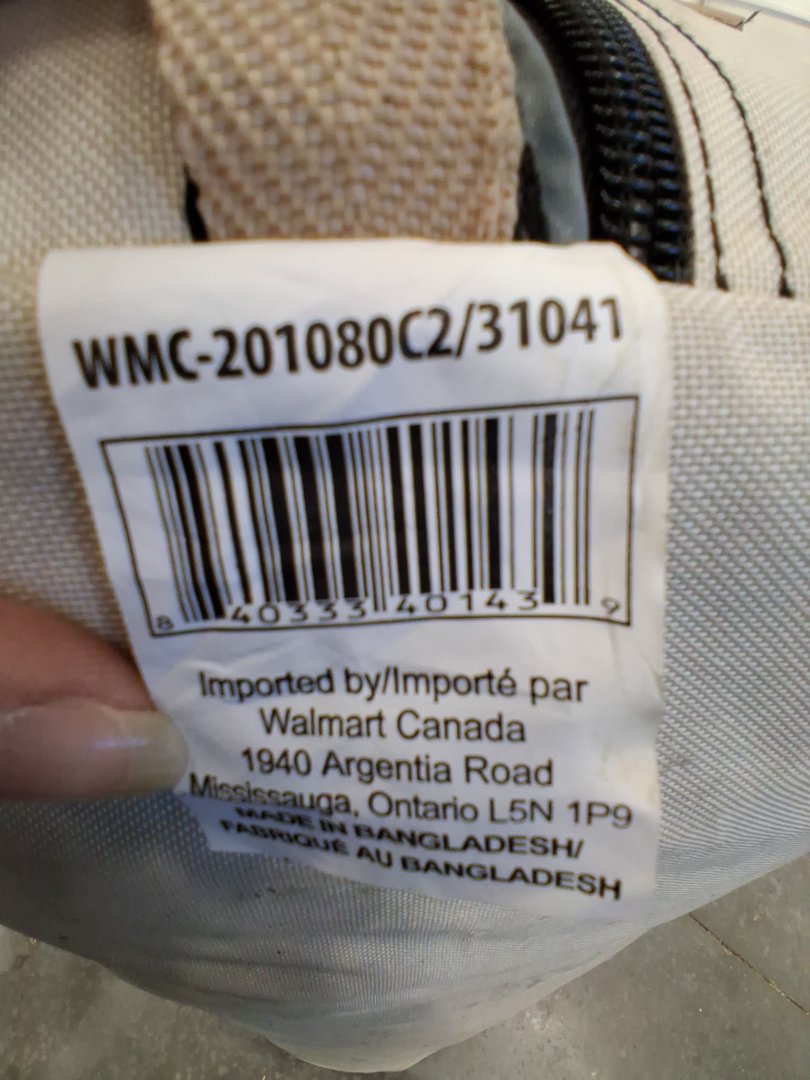 WMC-201080C2/31041
8 40333 40143 9
Imported by/Importé par
Walmart Canada
1940 Argentia Road
Mississauga, Ontario L5N 1P9
MADE IN BANGLADESH/
FABRIQUÉ AU BANGLADESH